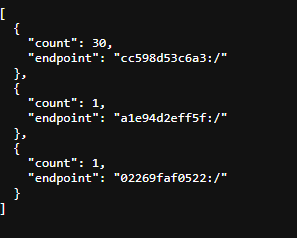 [
  {
    "count": 30,
    "endpoint": "cc598d53c6a3:/"
  },
  {
    "count": 1,
    "endpoint": "a1e94d2eff5f:/"
  },
  {
    "count": 1,
    "endpoint": "02269faf0522:/"
  }
]